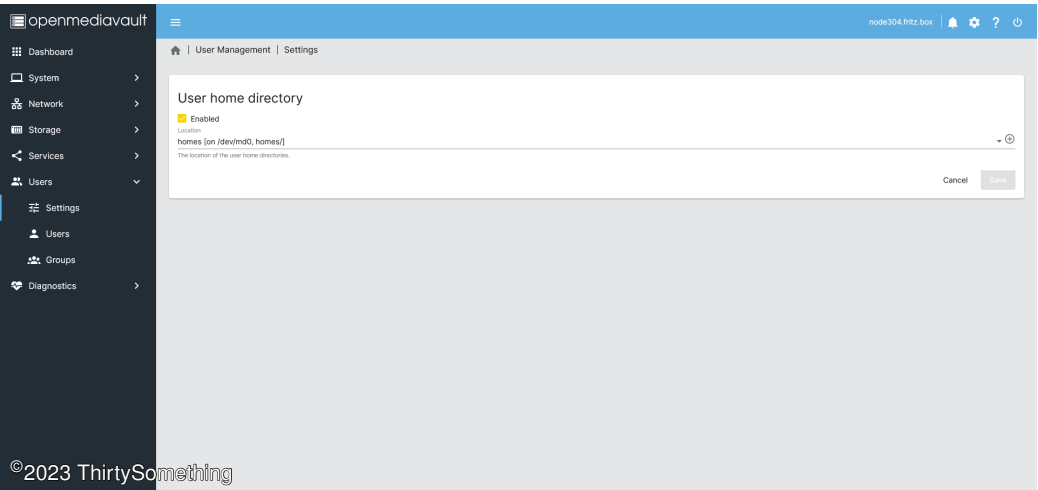 openmediavault
node304.fritz.box
?
Dashboard
System
Network
Storage
Services
Users
Settings
Users
Groups
Diagnostics
| User Management | Settings
User home directory
Enabled
Location
homes [on /dev/md0, homes/]
The location of the user home directories.
Cancel Save
©2023 ThirtySomething